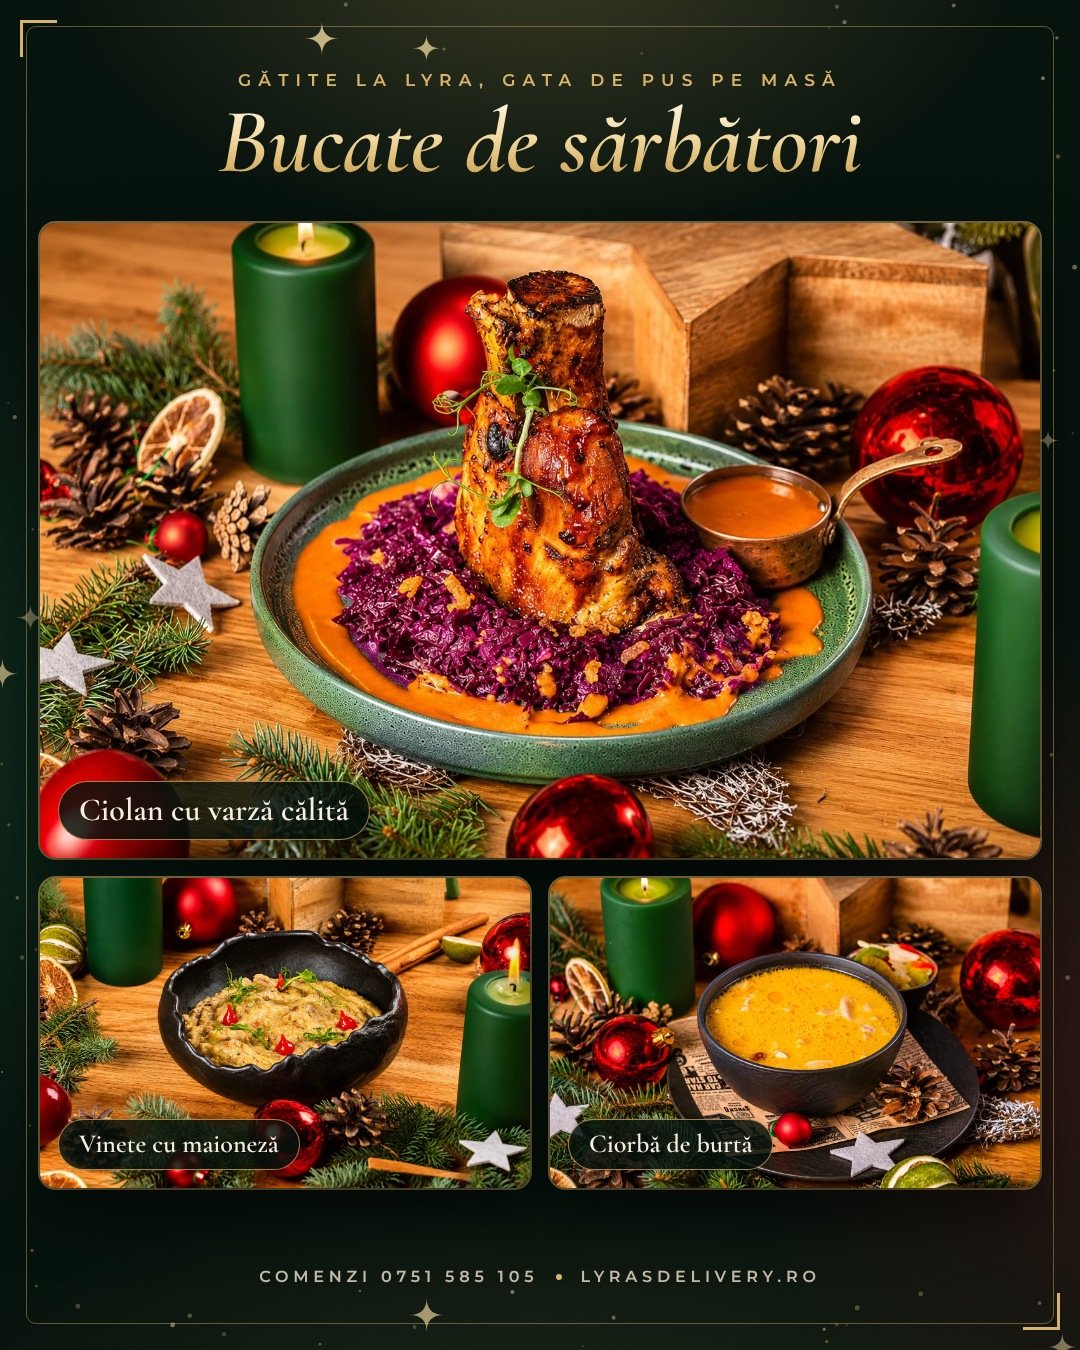 GĂTITE LA LYRA, GATA DE PUS PE MASĂ
Bucate de sărbători
Ciolan cu varză călită
Vinete cu maioneză
Ciorbă de burtă
COMENZI 0751 585 105 • LYRASDELIVERY.RO